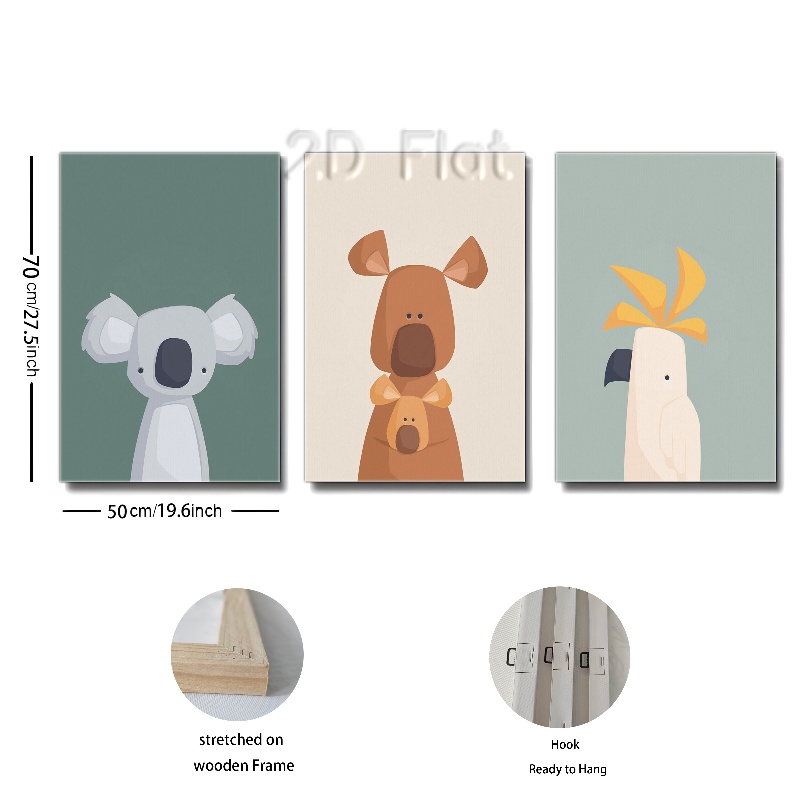 2D Flat
70 cm/27.5inch
50cm/19.6inch
stretched on
wooden Frame
Hook
Ready to Hang